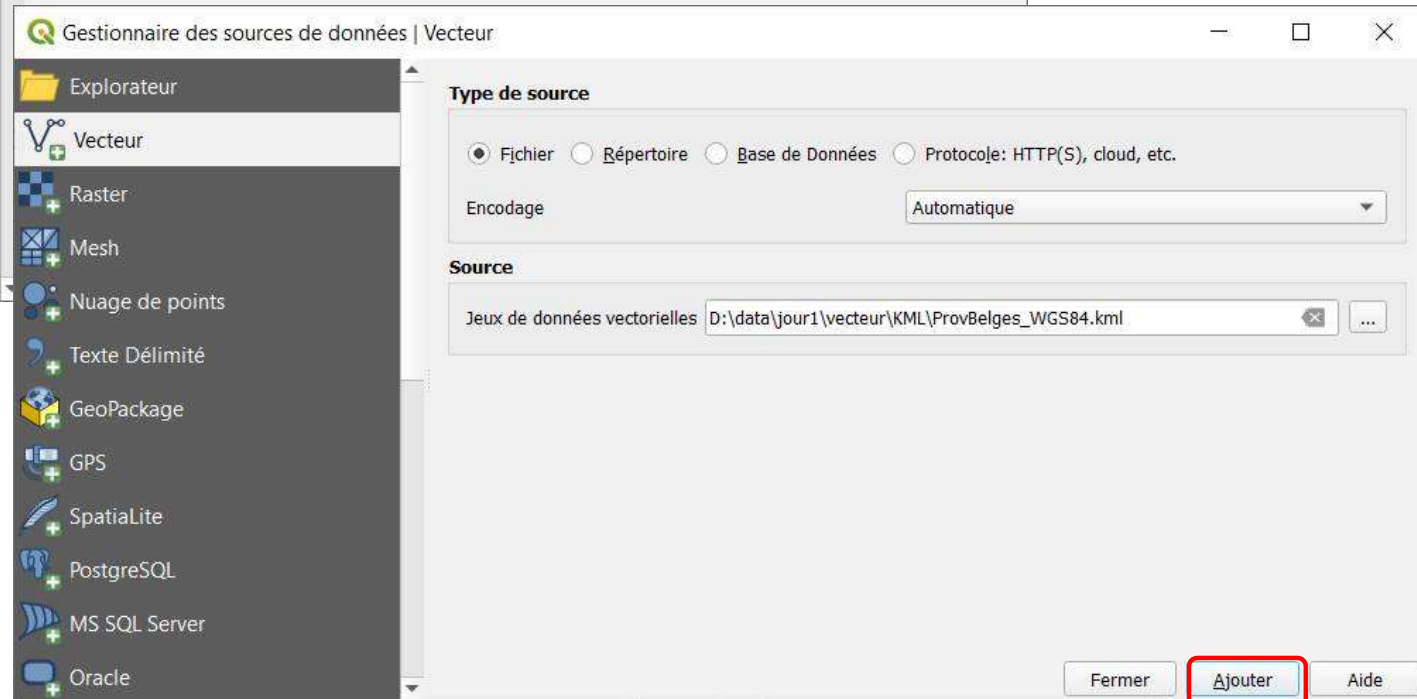 Gestionnaire des sources de données | Vecteur
Explorateur
Vecteur
Raster
Mesh
Nuage de points
Texte Délimité
GeoPackage
GPS
SpatiaLite
PostgreSQL
MS SQL Server
Oracle
Type de source
Fichier Répertoire Base de Données Protocole: HTTP(S), cloud, etc.
Encodage Automatique
Source
Jeux de données vectorielles D:\data\jour1\vecteur\KML\ProvBelges_WGS84.kml ...
Fermer Ajouter Aide